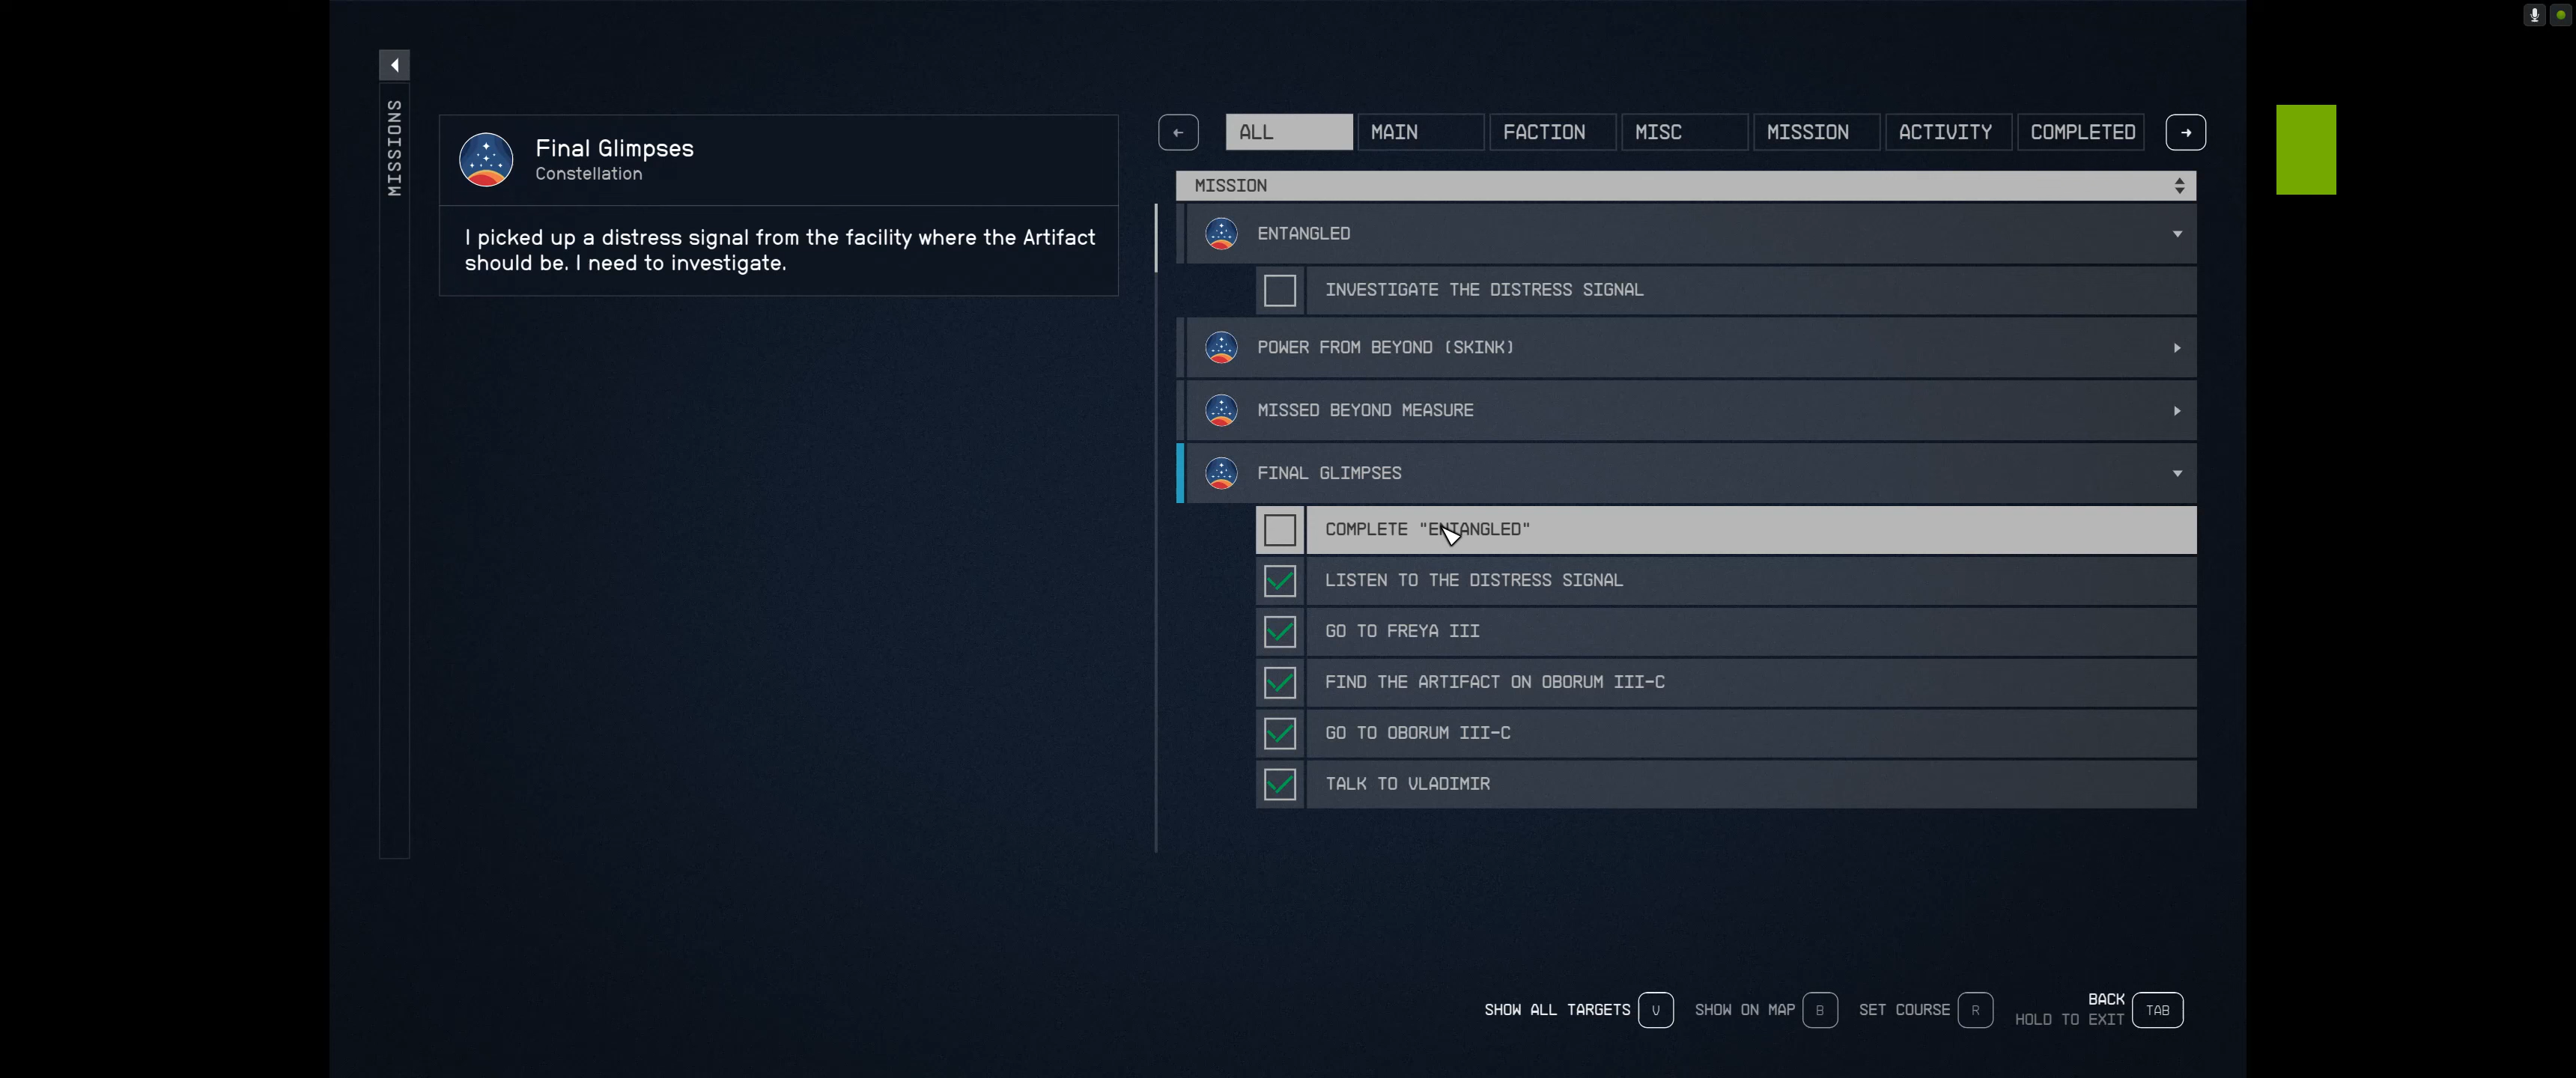 MISSIONS
Final Glimpses
Constellation
I picked up a distress signal from the facility where the Artifact
should be. I need to investigate.
ALL
MAIN
FACTION
MISC
MISSION
ACTIVITY
COMPLETED
MISSION
ENTANGLED
INVESTIGATE THE DISTRESS SIGNAL
POWER FROM BEYOND (SKINK)
MISSED BEYOND MEASURE
FINAL GLIMPSES
COMPLETE "ENTANGLED"
LISTEN TO THE DISTRESS SIGNAL
GO TO FREYA III
FIND THE ARTIFACT ON OBORUM III-C
GO TO OBORUM III-C
TALK TO VLADIMIR
SHOW ALL TARGETS V
SHOW ON MAP B
SET COURSE R
BACK
HOLD TO EXIT
TAB